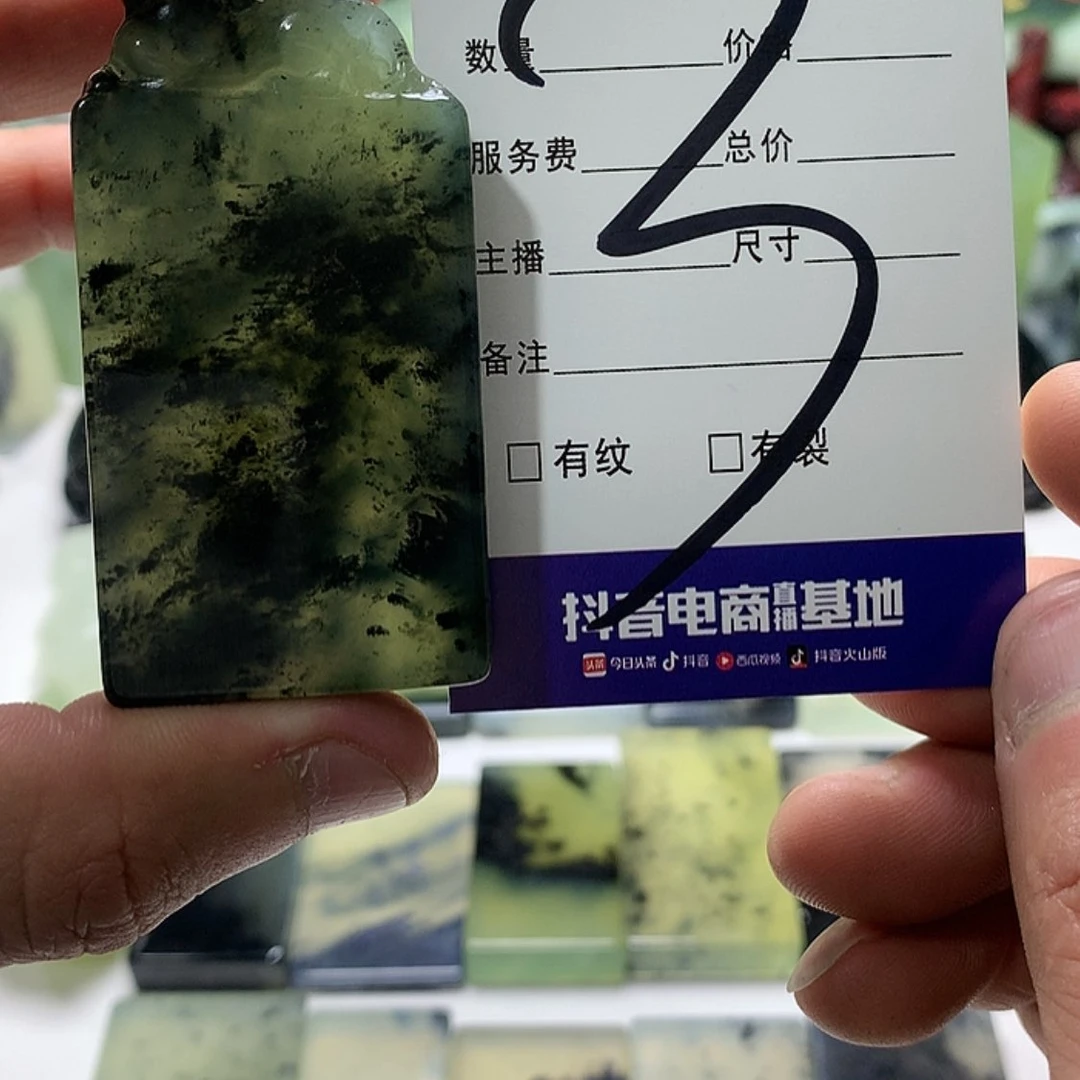 3
数量 价格
服务费 总价
主播 尺寸
备注
有纹 有裂
抖音电商直播基地
头条 今日头条 抖音 西瓜视频 抖音火山版